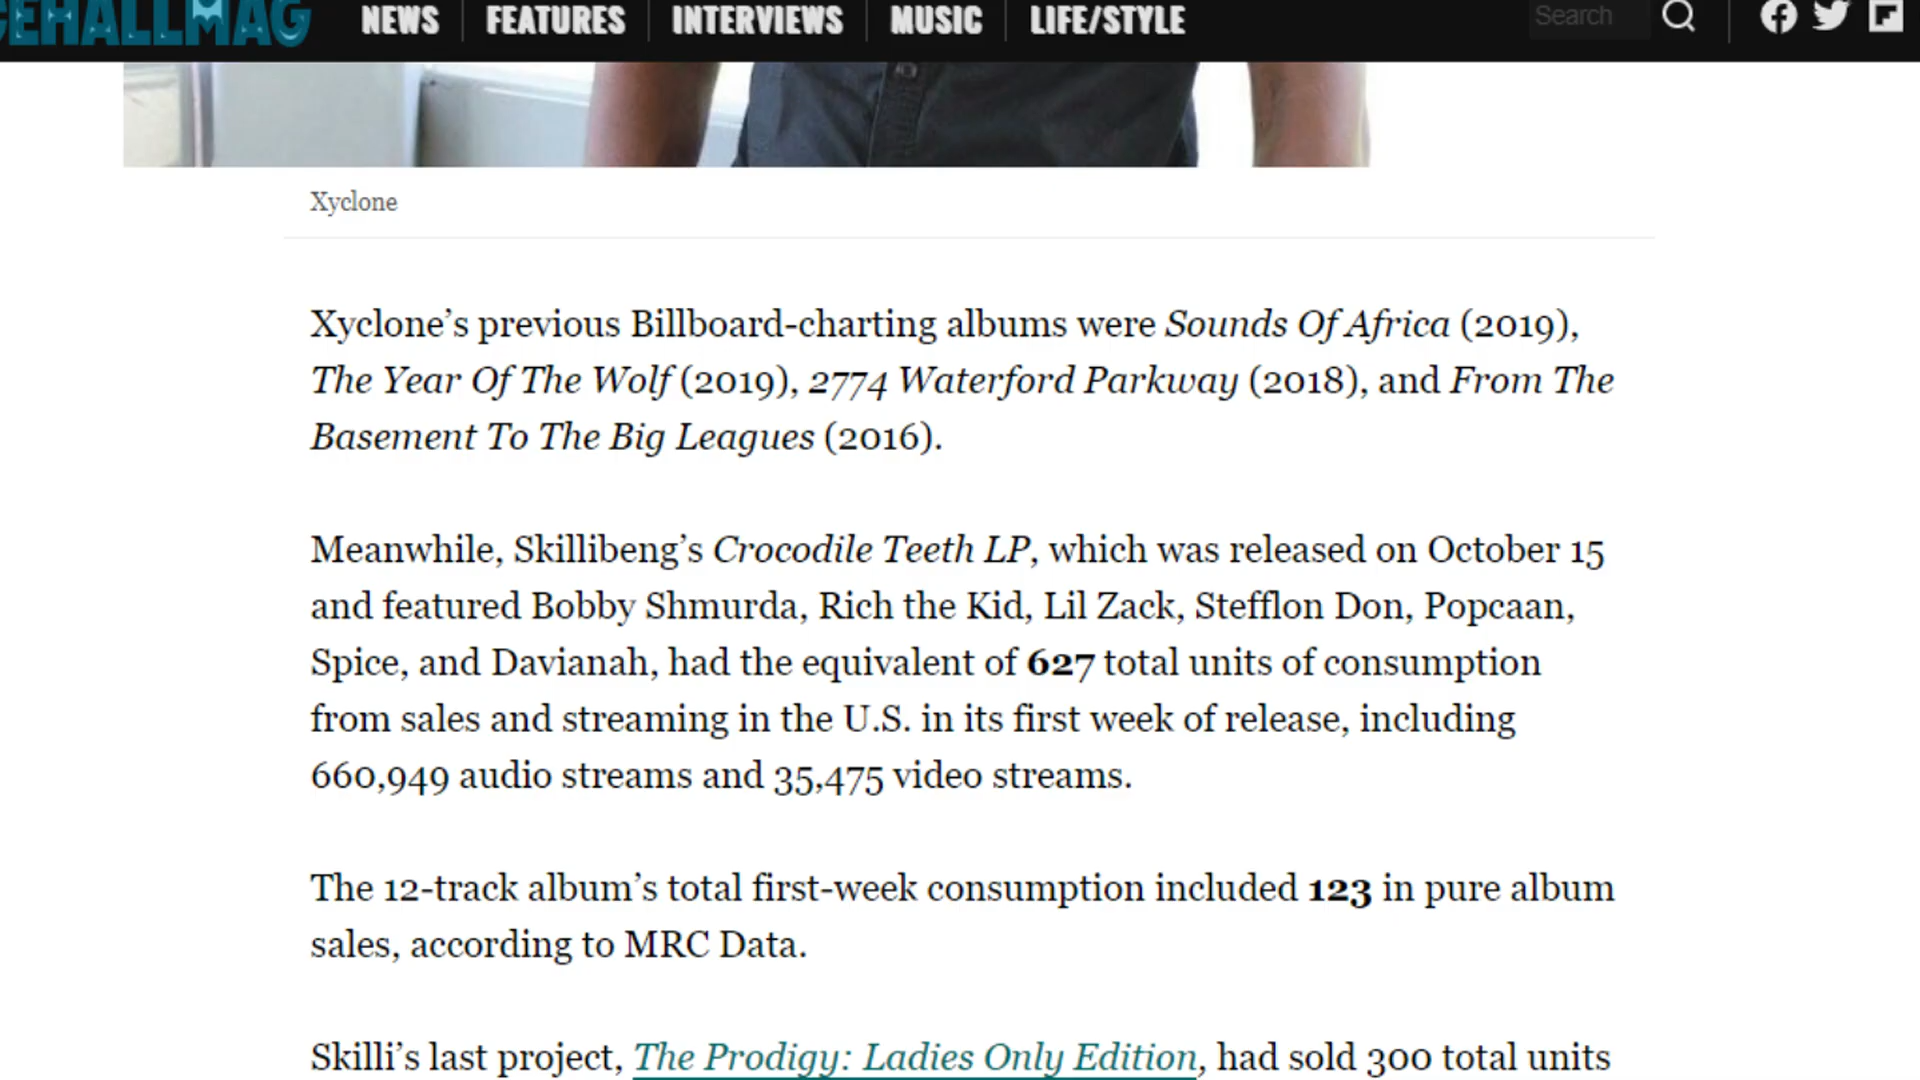 EHALLMAG NEWS FEATURES INTERVIEWS MUSIC LIFE/STYLE Search
Xyclone
Xyclone’s previous Billboard-charting albums were Sounds Of Africa (2019),
The Year Of The Wolf (2019), 2774 Waterford Parkway (2018), and From The
Basement To The Big Leagues (2016).
Meanwhile, Skillibeng’s Crocodile Teeth LP, which was released on October 15
and featured Bobby Shmurda, Rich the Kid, Lil Zack, Stefflon Don, Popcaan,
Spice, and Davianah, had the equivalent of 627 total units of consumption
from sales and streaming in the U.S. in its first week of release, including
660,949 audio streams and 35,475 video streams.
The 12-track album’s total first-week consumption included 123 in pure album
sales, according to MRC Data.
Skilli’s last project, The Prodigy: Ladies Only Edition, had sold 300 total units